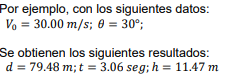 Por ejemplo, con los siguientes datos:
V₀ = 30.00 m/s; θ = 30°;
Se obtienen los siguientes resultados:
d = 79.48 m; t = 3.06 seg; h = 11.47 m